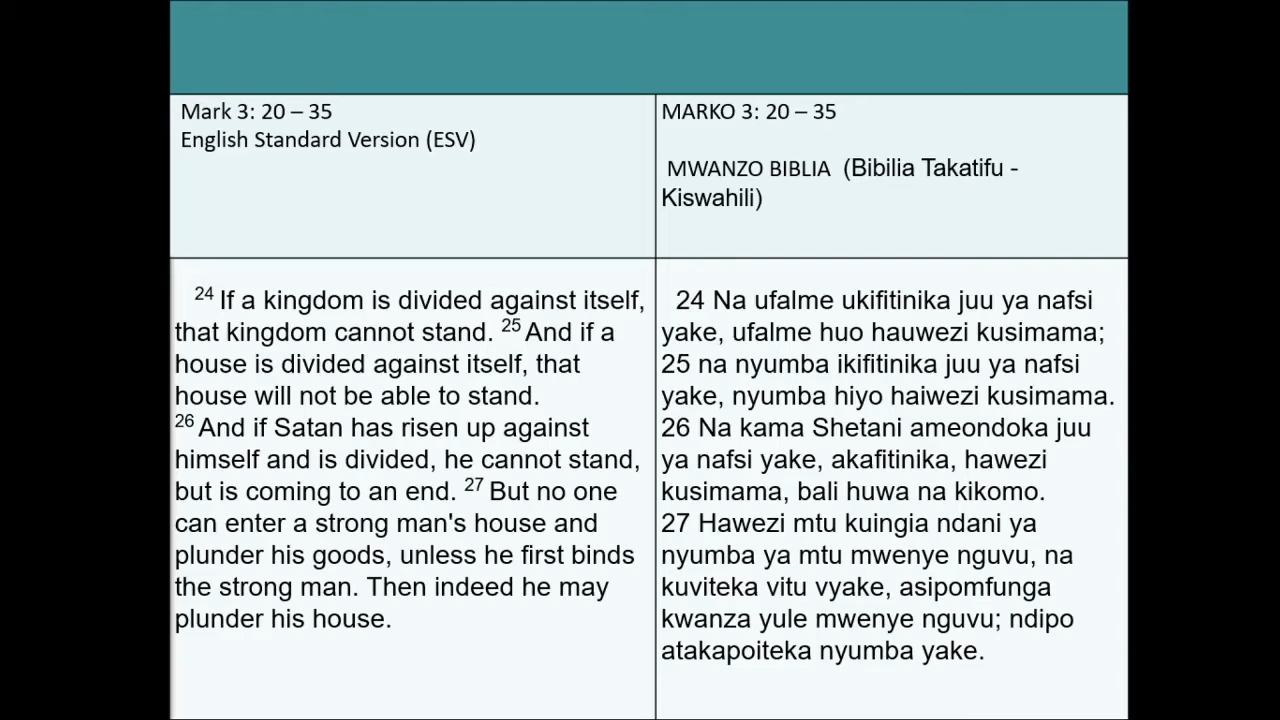 Mark 3: 20 – 35
English Standard Version (ESV)
MARKO 3: 20 – 35
MWANZO BIBLIA (Bibilia Takatifu -
Kiswahili)
24 If a kingdom is divided against itself,
that kingdom cannot stand. 25 And if a
house is divided against itself, that
house will not be able to stand.
26 And if Satan has risen up against
himself and is divided, he cannot stand,
but is coming to an end. 27 But no one
can enter a strong man's house and
plunder his goods, unless he first binds
the strong man. Then indeed he may
plunder his house.
24 Na ufalme ukifitinika juu ya nafsi
yake, ufalme huo hauwezi kusimama;
25 na nyumba ikifitinika juu ya nafsi
yake, nyumba hiyo haiwezi kusimama.
26 Na kama Shetani ameondoka juu
ya nafsi yake, akafitinika, hawezi
kusimama, bali huwa na kikomo.
27 Hawezi mtu kuingia ndani ya
nyumba ya mtu mwenye nguvu, na
kuviteka vitu vyake, asipomfunga
kwanza yule mwenye nguvu; ndipo
atakapoiteka nyumba yake.